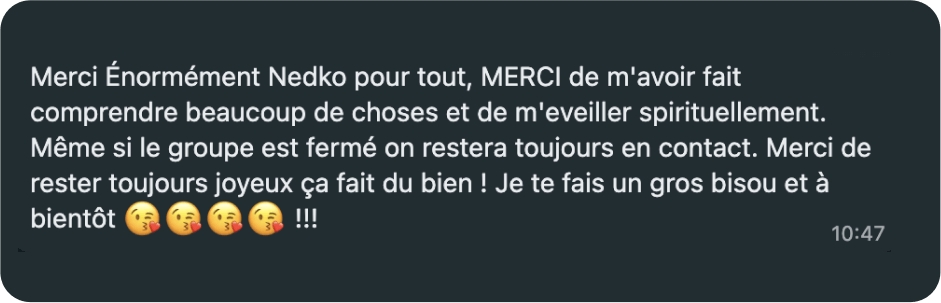 Merci Énormément Nedko pour tout, MERCI de m'avoir fait
comprendre beaucoup de choses et de m'eveiller spirituellement.
Même si le groupe est fermé on restera toujours en contact. Merci de
rester toujours joyeux ça fait du bien ! Je te fais un gros bisou et à
bientôt 😘😘😘😘 !!!
10:47